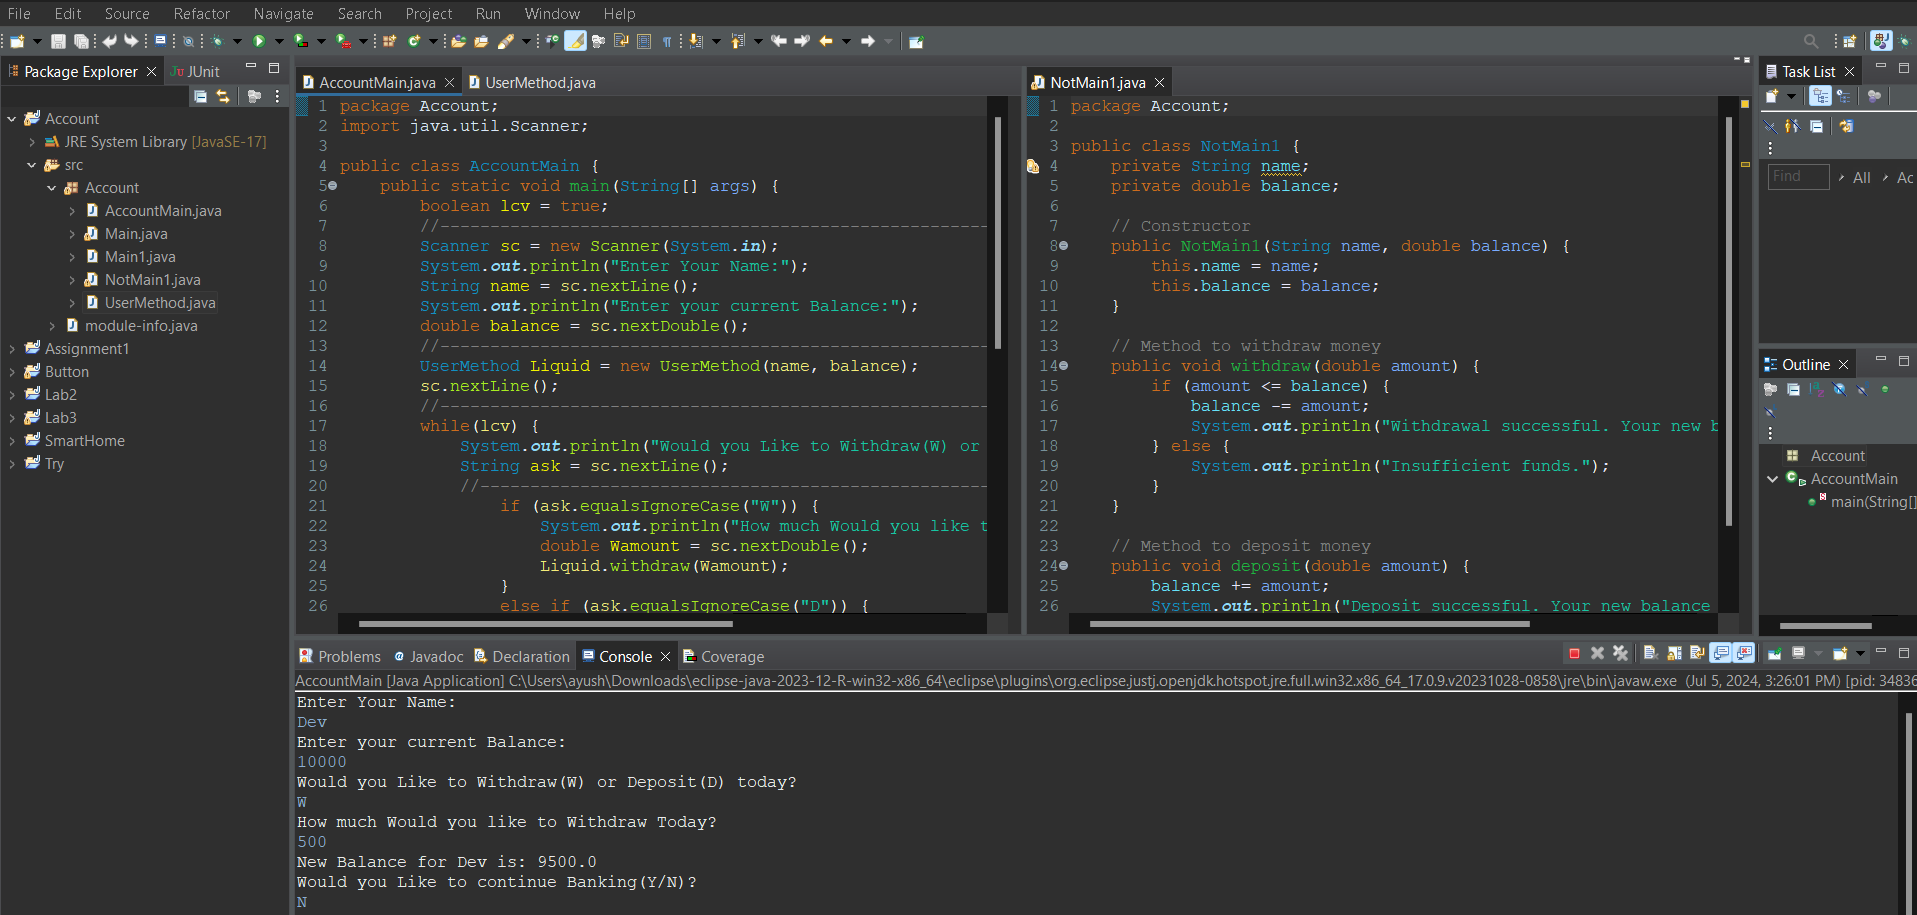 File Edit Source Refactor Navigate Search Project Run Window Help
Package Explorer JUnit
Account
JRE System Library [JavaSE-17]
src
Account
AccountMain.java
Main.java
Main1.java
NotMain1.java
UserMethod.java
module-info.java
Assignment1
Button
Lab2
Lab3
SmartHome
Try
AccountMain.java UserMethod.java
1 package Account;
2 import java.util.Scanner;
3
4 public class AccountMain {
5 public static void main(String[] args) {
6 boolean lcv = true;
7 //-------------------------------------------------------
8 Scanner sc = new Scanner(System.in);
9 System.out.println("Enter Your Name:");
10 String name = sc.nextLine();
11 System.out.println("Enter your current Balance:");
12 double balance = sc.nextDouble();
13 //-------------------------------------------------------
14 UserMethod Liquid = new UserMethod(name, balance);
15 sc.nextLine();
16 //-------------------------------------------------------
17 while(lcv) {
18 System.out.println("Would you Like to Withdraw(W) or
19 String ask = sc.nextLine();
20 //---------------------------------------------------
21 if (ask.equalsIgnoreCase("W")) {
22 System.out.println("How much Would you like t
23 double Wamount = sc.nextDouble();
24 Liquid.withdraw(Wamount);
25 }
26 else if (ask.equalsIgnoreCase("D")) {
NotMain1.java
1 package Account;
2
3 public class NotMain1 {
4 private String name;
5 private double balance;
6
7 // Constructor
8 public NotMain1(String name, double balance) {
9 this.name = name;
10 this.balance = balance;
11 }
12
13 // Method to withdraw money
14 public void withdraw(double amount) {
15 if (amount <= balance) {
16 balance -= amount;
17 System.out.println("Withdrawal successful. Your new b
18 } else {
19 System.out.println("Insufficient funds.");
20 }
21 }
22
23 // Method to deposit money
24 public void deposit(double amount) {
25 balance += amount;
26 System.out.println("Deposit successful. Your new balance
Task List
Find All Ac
Outline
Account
AccountMain
main(String[]
Problems Javadoc Declaration Console Coverage
AccountMain [Java Application] C:\Users\ayush\Downloads\eclipse-java-2023-12-R-win32-x86_64\eclipse\plugins\org.eclipse.justj.openjdk.hotspot.jre.full.win32.x86_64_17.0.9.v20231028-0858\jre\bin\javaw.exe (Jul 5, 2024, 3:26:01 PM) [pid: 34836
Enter Your Name:
Dev
Enter your current Balance:
10000
Would you Like to Withdraw(W) or Deposit(D) today?
W
How much Would you like to Withdraw Today?
500
New Balance for Dev is: 9500.0
Would you Like to continue Banking(Y/N)?
N